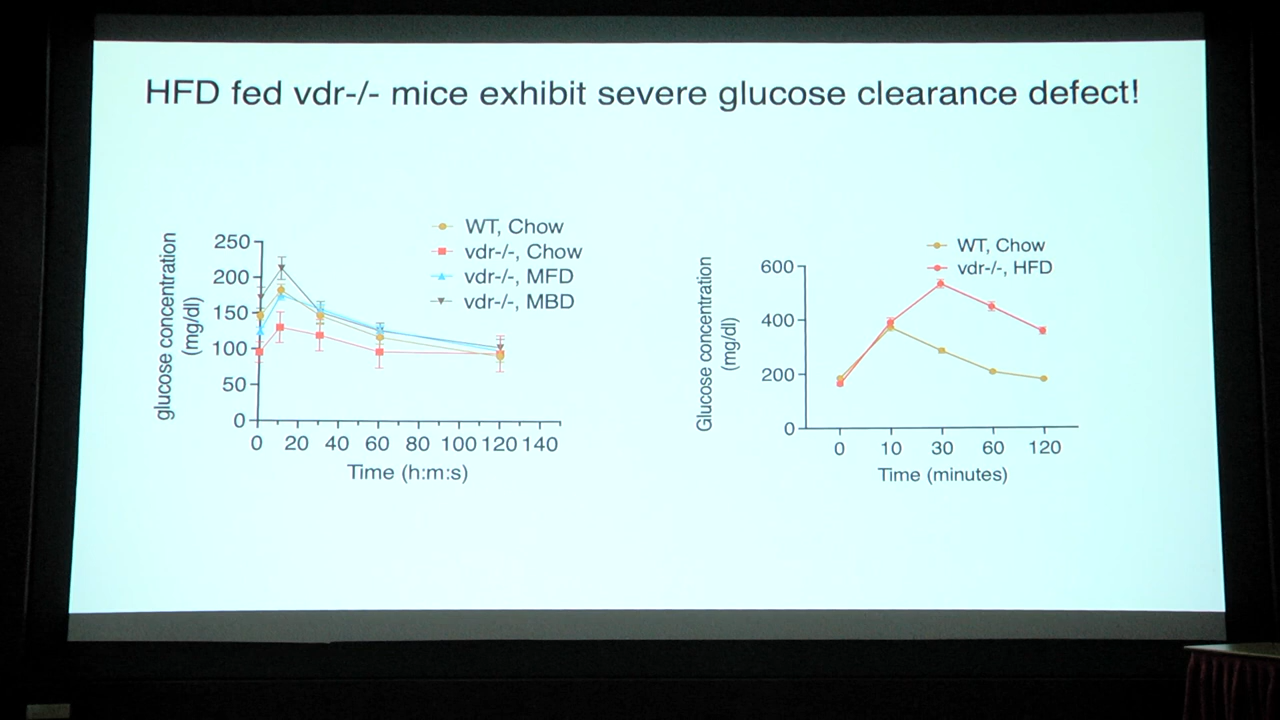 HFD fed vdr-/- mice exhibit severe glucose clearance defect!
glucose concentration
(mg/dl)
250
200
150
100
50
0
0 20 40 60 80 100 120 140
Time (h:m:s)
WT, Chow
vdr-/-, Chow
vdr-/-, MFD
vdr-/-, MBD
Glucose concentration
(mg/dl)
600
400
200
0
0 10 30 60 120
Time (minutes)
WT, Chow
vdr-/-, HFD